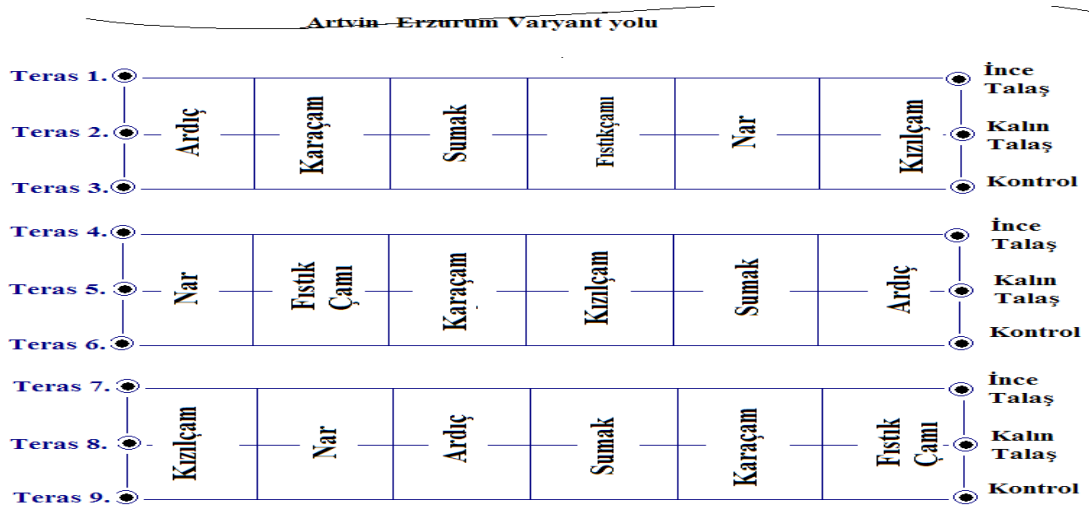 Artvin Erzurum Varyant yolu
Teras 1.
Teras 2.
Teras 3.
Ardıç
Karaçam
Sumak
Fıstıkçamı
Nar
Kızılçam
İnce
Talaş
Kalın
Talaş
Kontrol
Teras 4.
Teras 5.
Teras 6.
Nar
Fıstık
Çamı
Karaçam
Kızılçam
Sumak
Ardıç
İnce
Talaş
Kalın
Talaş
Kontrol
Teras 7.
Teras 8.
Teras 9.
Kızılçam
Nar
Ardıç
Sumak
Karaçam
Fıstık
Çamı
İnce
Talaş
Kalın
Talaş
Kontrol